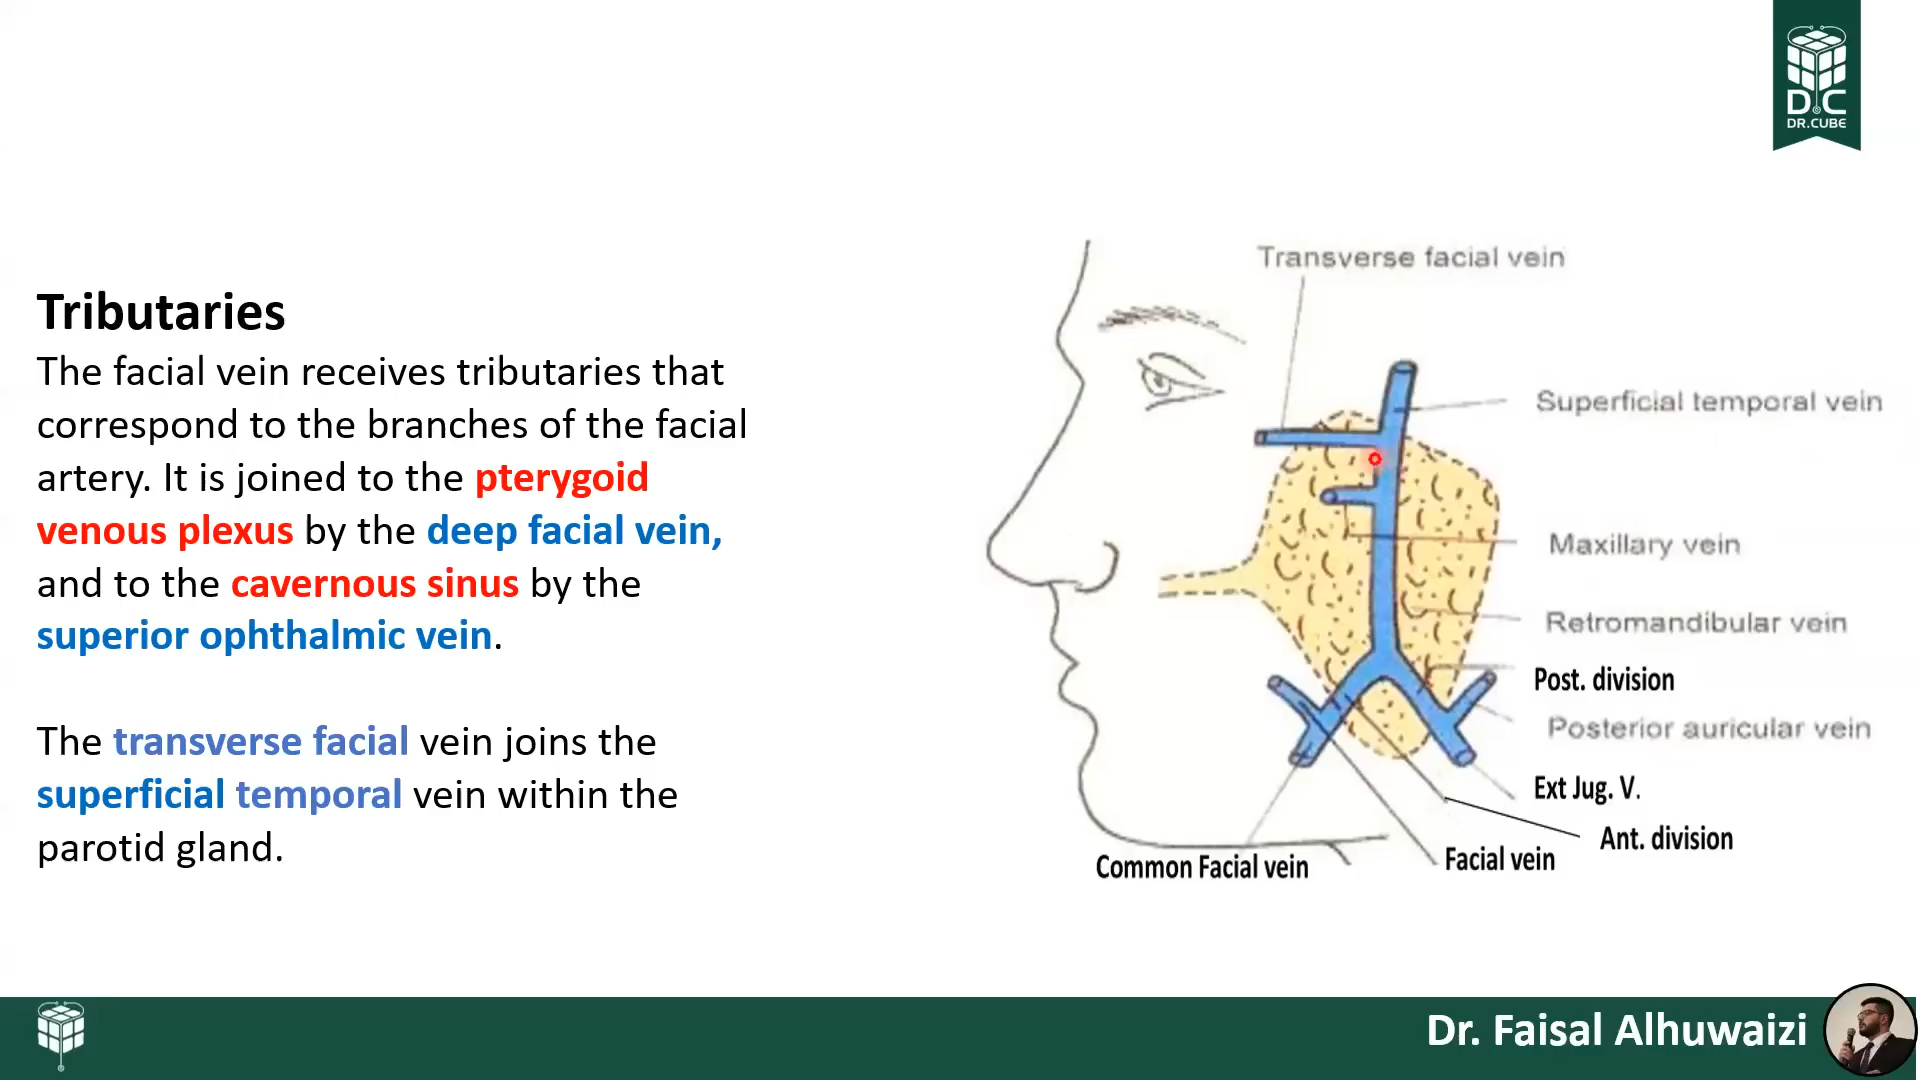 D C
DR.CUBE
Tributaries
The facial vein receives tributaries that
correspond to the branches of the facial
artery. It is joined to the pterygoid
venous plexus by the deep facial vein,
and to the cavernous sinus by the
superior ophthalmic vein.
The transverse facial vein joins the
superficial temporal vein within the
parotid gland.
Transverse facial vein
Superficial temporal vein
Maxillary vein
Retromandibular vein
Post. division
Posterior auricular vein
Ext Jug. V.
Ant. division
Facial vein
Common Facial vein
Dr. Faisal Alhuwaizi